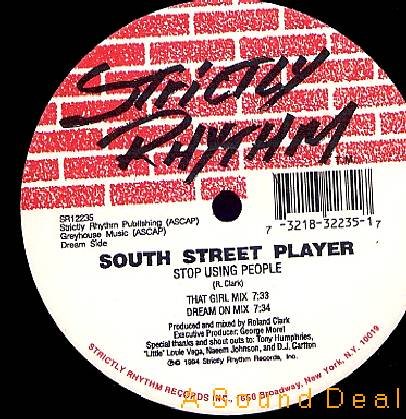 STRICTLY
RHYTHM
T.M.
SR12235
Strictly Rhythm Publishing (ASCAP)
Greyhouse Music (ASCAP)
Dream Side
7 -3218-32235-1 7
SOUTH STREET PLAYER
STOP USING PEOPLE
(R. Clark)
THAT GIRL MIX 7:33
DREAM ON MIX 7:34
Produced and mixed by Roland Clark
Executive Producer: George Morel
Special thanks and shout outs to: Tony Humphries,
"Little" Louie Vega, Naeem Johnson, and D.J. Carlton
℗© 1994 Strictly Rhythm Records, Inc.
STRICTLY RHYTHM RECORDS INC., 1650 Broadway, New York, N.Y. 10019
A Sound Deal